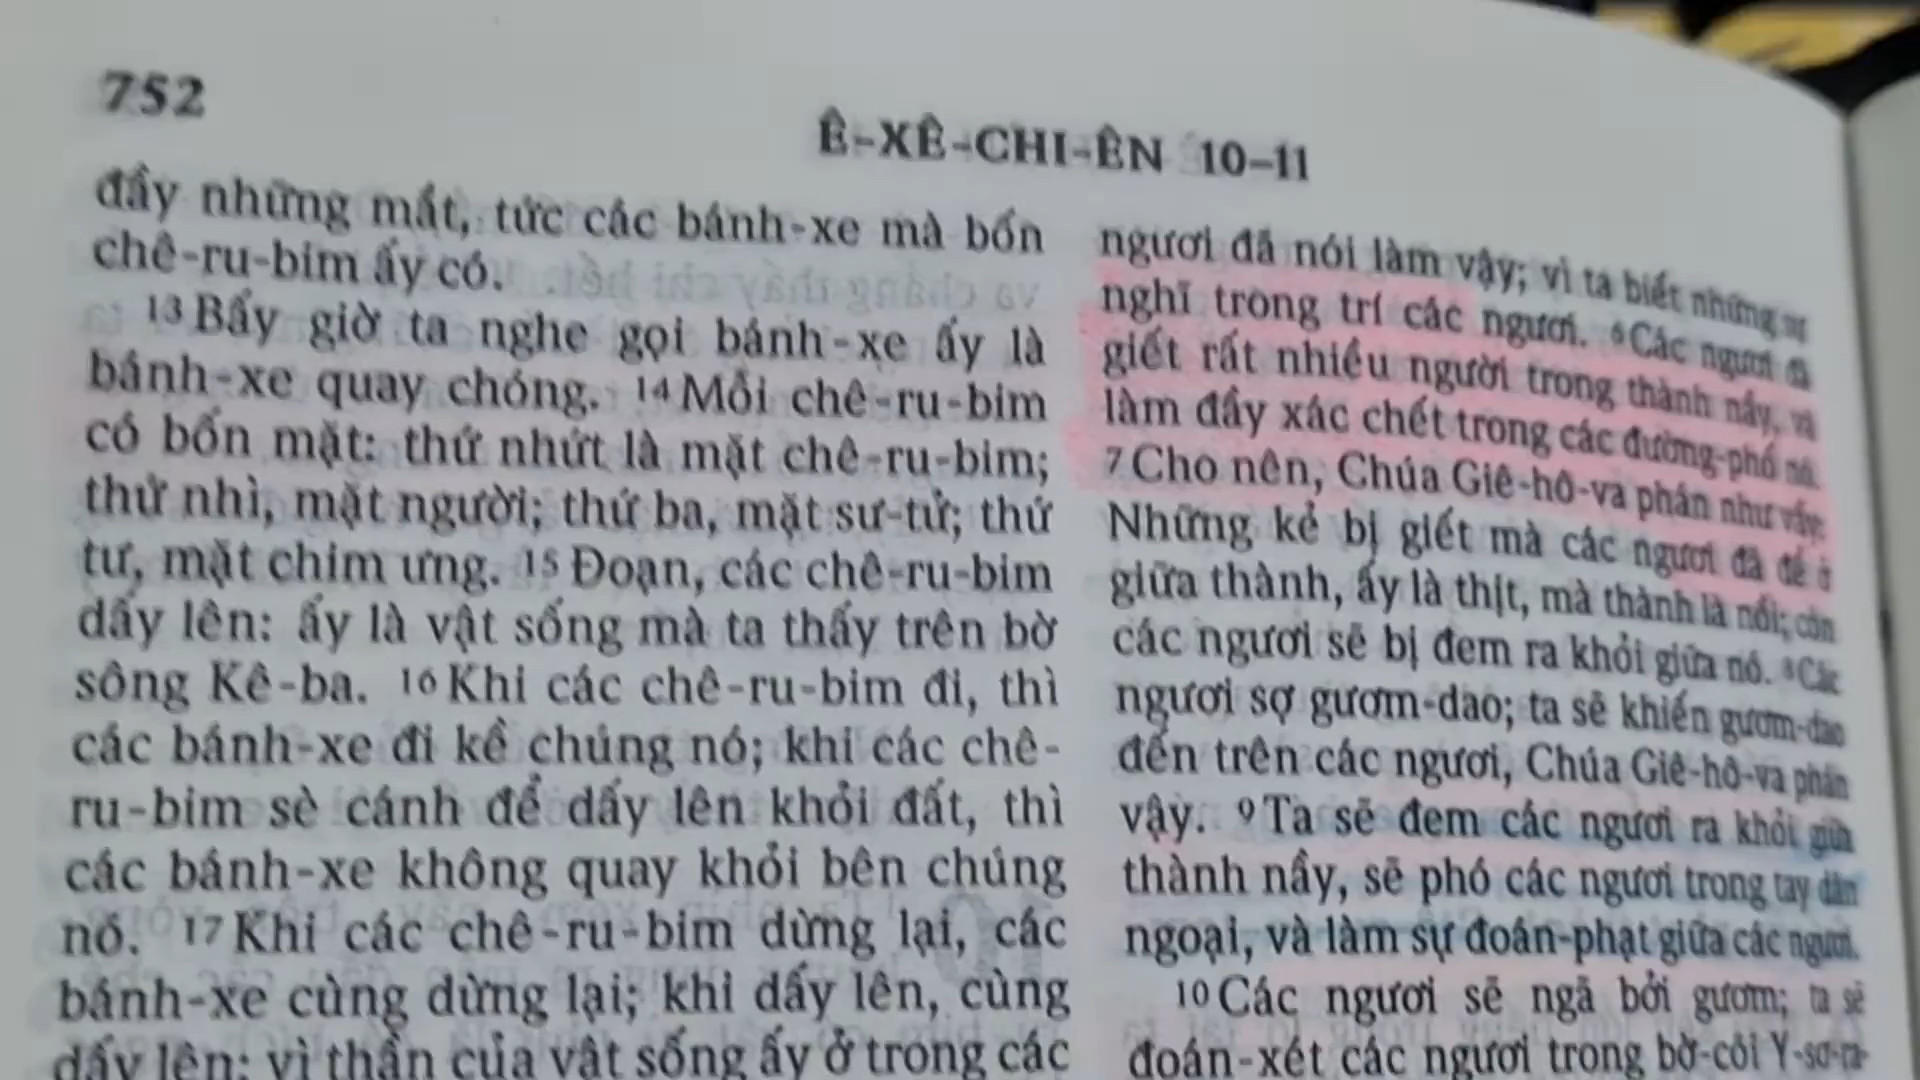 752
Ê-XÊ-CHI-ÊN 10-11
đầy những mắt, tức các bánh-xe mà bốn
chê-ru-bim ấy có.
13 Bấy giờ ta nghe gọi bánh-xe ấy là
bánh-xe quay chóng. 14 Mỗi chê-ru-bim
có bốn mặt: thứ nhứt là mặt chê-ru-bim;
thứ nhì, mặt người; thứ ba, mặt sư-tử; thứ
tư, mặt chim ưng. 15 Đoạn, các chê-ru-bim
dấy lên: ấy là vật sống mà ta thấy trên bờ
sông Kê-ba. 16 Khi các chê-ru-bim đi, thì
các bánh-xe đi kề chúng nó; khi các chê-
ru-bim sè cánh để dấy lên khỏi đất, thì
các bánh-xe không quay khỏi bên chúng
nó. 17 Khi các chê-ru-bim dừng lại, các
bánh-xe cũng dừng lại; khi dấy lên, cũng
dấy lên; vì thần của vật sống ấy ở trong các
ngươi đã nói làm vậy; vì ta biết những sự
nghĩ trong trí các ngươi. 6 Các ngươi đã
giết rất nhiều người trong thành nầy, và
làm đầy xác chết trong các đường-phố nó.
7 Cho nên, Chúa Giê-hô-va phán như vầy:
Những kẻ bị giết mà các ngươi đã để ở
giữa thành, ấy là thịt, mà thành là nồi; còn
các ngươi sẽ bị đem ra khỏi giữa nó. 8 Các
ngươi sợ gươm-dao; ta sẽ khiến gươm-dao
đến trên các ngươi, Chúa Giê-hô-va phán
vậy. 9 Ta sẽ đem các ngươi ra khỏi giữa
thành nầy, sẽ phó các ngươi trong tay dân
ngoại, và làm sự đoán-phạt giữa các ngươi.
10 Các ngươi sẽ ngã bởi gươm; ta sẽ
đoán-xét các ngươi trong bờ-cõi Y-sơ-ra-